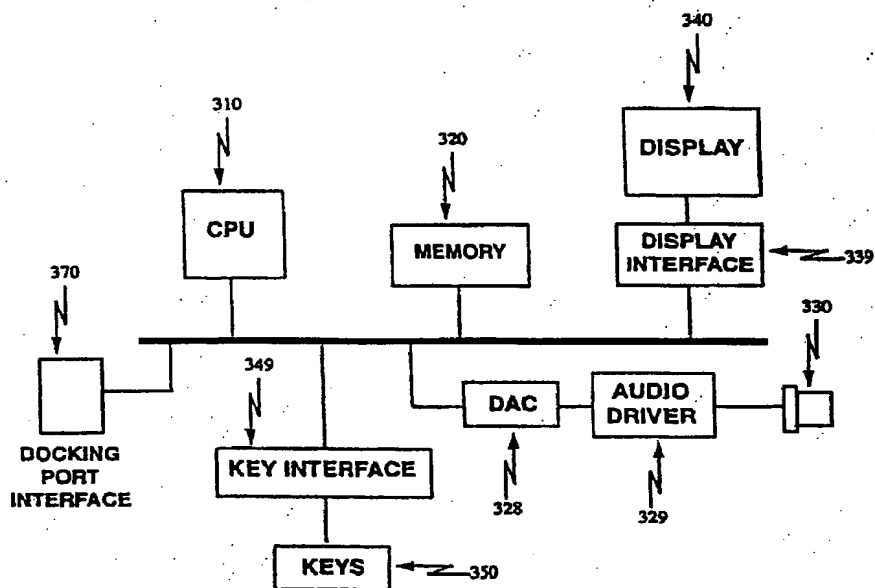 340
310
320
DISPLAY
CPU
MEMORY
DISPLAY
INTERFACE
339
370
330
349
DAC
AUDIO
DRIVER
DOCKING
PORT
INTERFACE
KEY INTERFACE
328
329
KEYS
350